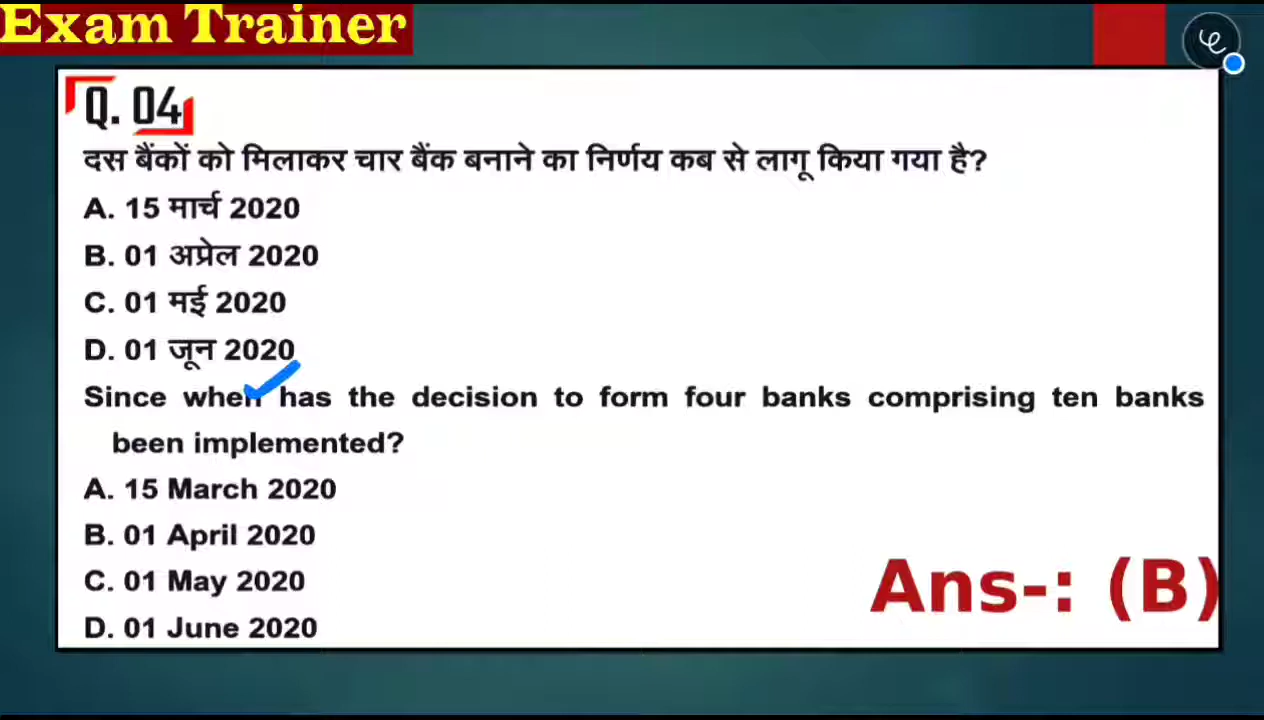 Exam Trainer
Q. 04
दस बैंकों को मिलाकर चार बैंक बनाने का निर्णय कब से लागू किया गया है?
A. 15 मार्च 2020
B. 01 अप्रेल 2020
C. 01 मई 2020
D. 01 जून 2020
Since when has the decision to form four banks comprising ten banks
been implemented?
A. 15 March 2020
B. 01 April 2020
C. 01 May 2020
D. 01 June 2020
Ans-: (B)